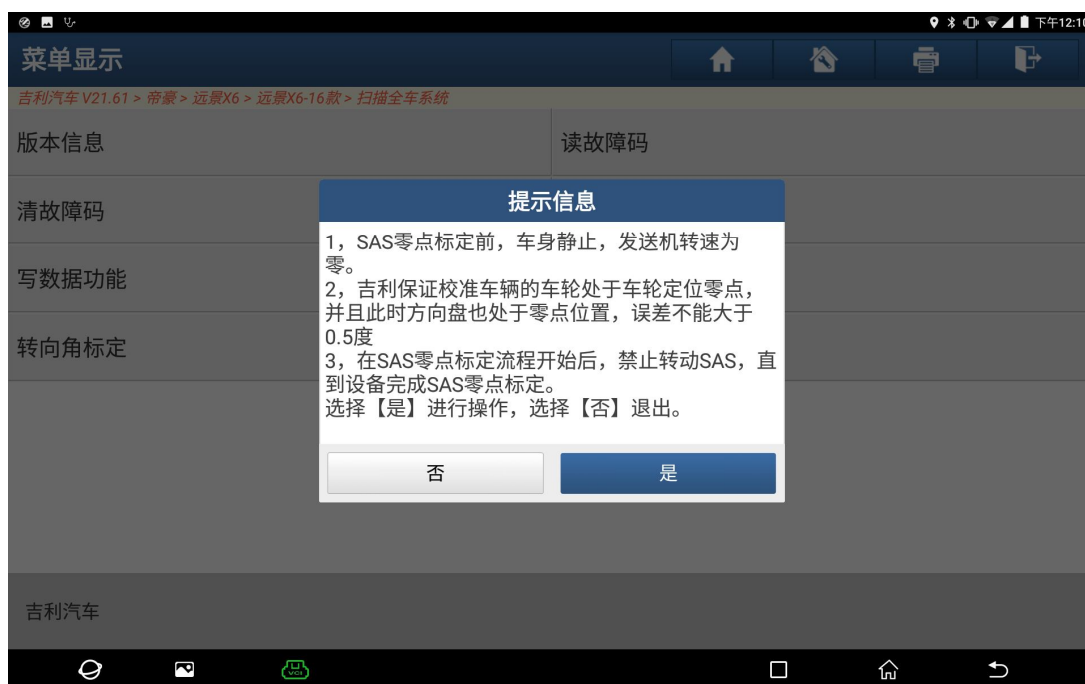 下午12:10
菜单显示
吉利汽车 V21.61 > 帝豪 > 远景X6 > 远景X6-16款 > 扫描全车系统
版本信息
读故障码
清故障码
写数据功能
转向角标定
提示信息
1，SAS零点标定前，车身静止，发送机转速为
零。
2，吉利保证校准车辆的车轮处于车轮定位零点，
并且此时方向盘也处于零点位置，误差不能大于
0.5度
3，在SAS零点标定流程开始后，禁止转动SAS，直
到设备完成SAS零点标定。
选择【是】进行操作，选择【否】退出。
否
是
吉利汽车
VCI